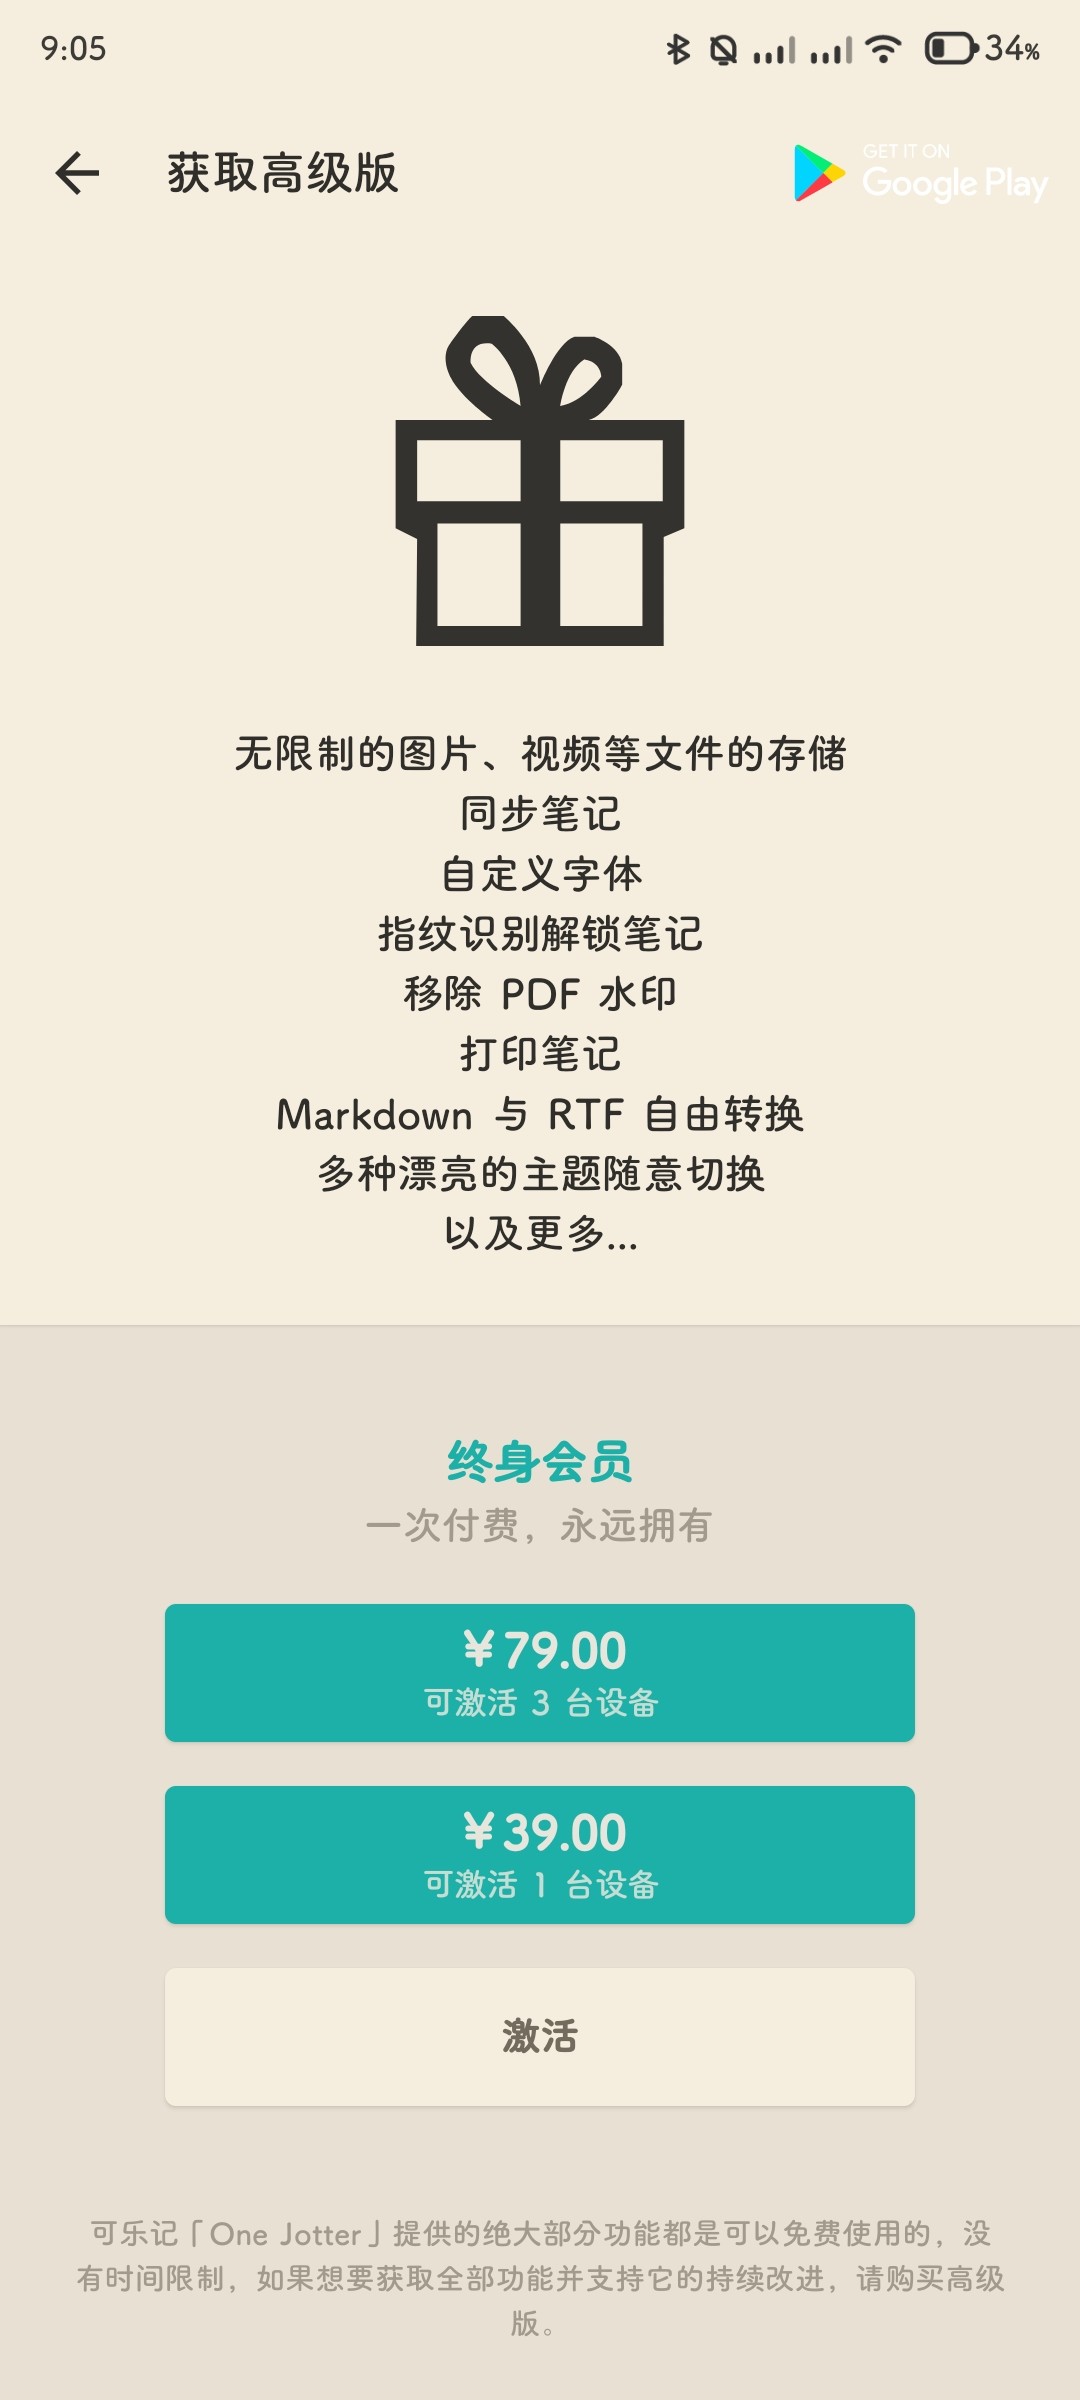 9:05
34%
获取高级版
GET IT ON
Google Play
无限制的图片、视频等文件的存储
同步笔记
自定义字体
指纹识别解锁笔记
移除 PDF 水印
打印笔记
Markdown 与 RTF 自由转换
多种漂亮的主题随意切换
以及更多...
终身会员
一次付费，永远拥有
¥79.00
可激活 3 台设备
¥39.00
可激活 1 台设备
激活
可乐记「One Jotter」提供的绝大部分功能都是可以免费使用的，没
有时间限制，如果想要获取全部功能并支持它的持续改进，请购买高级
版。